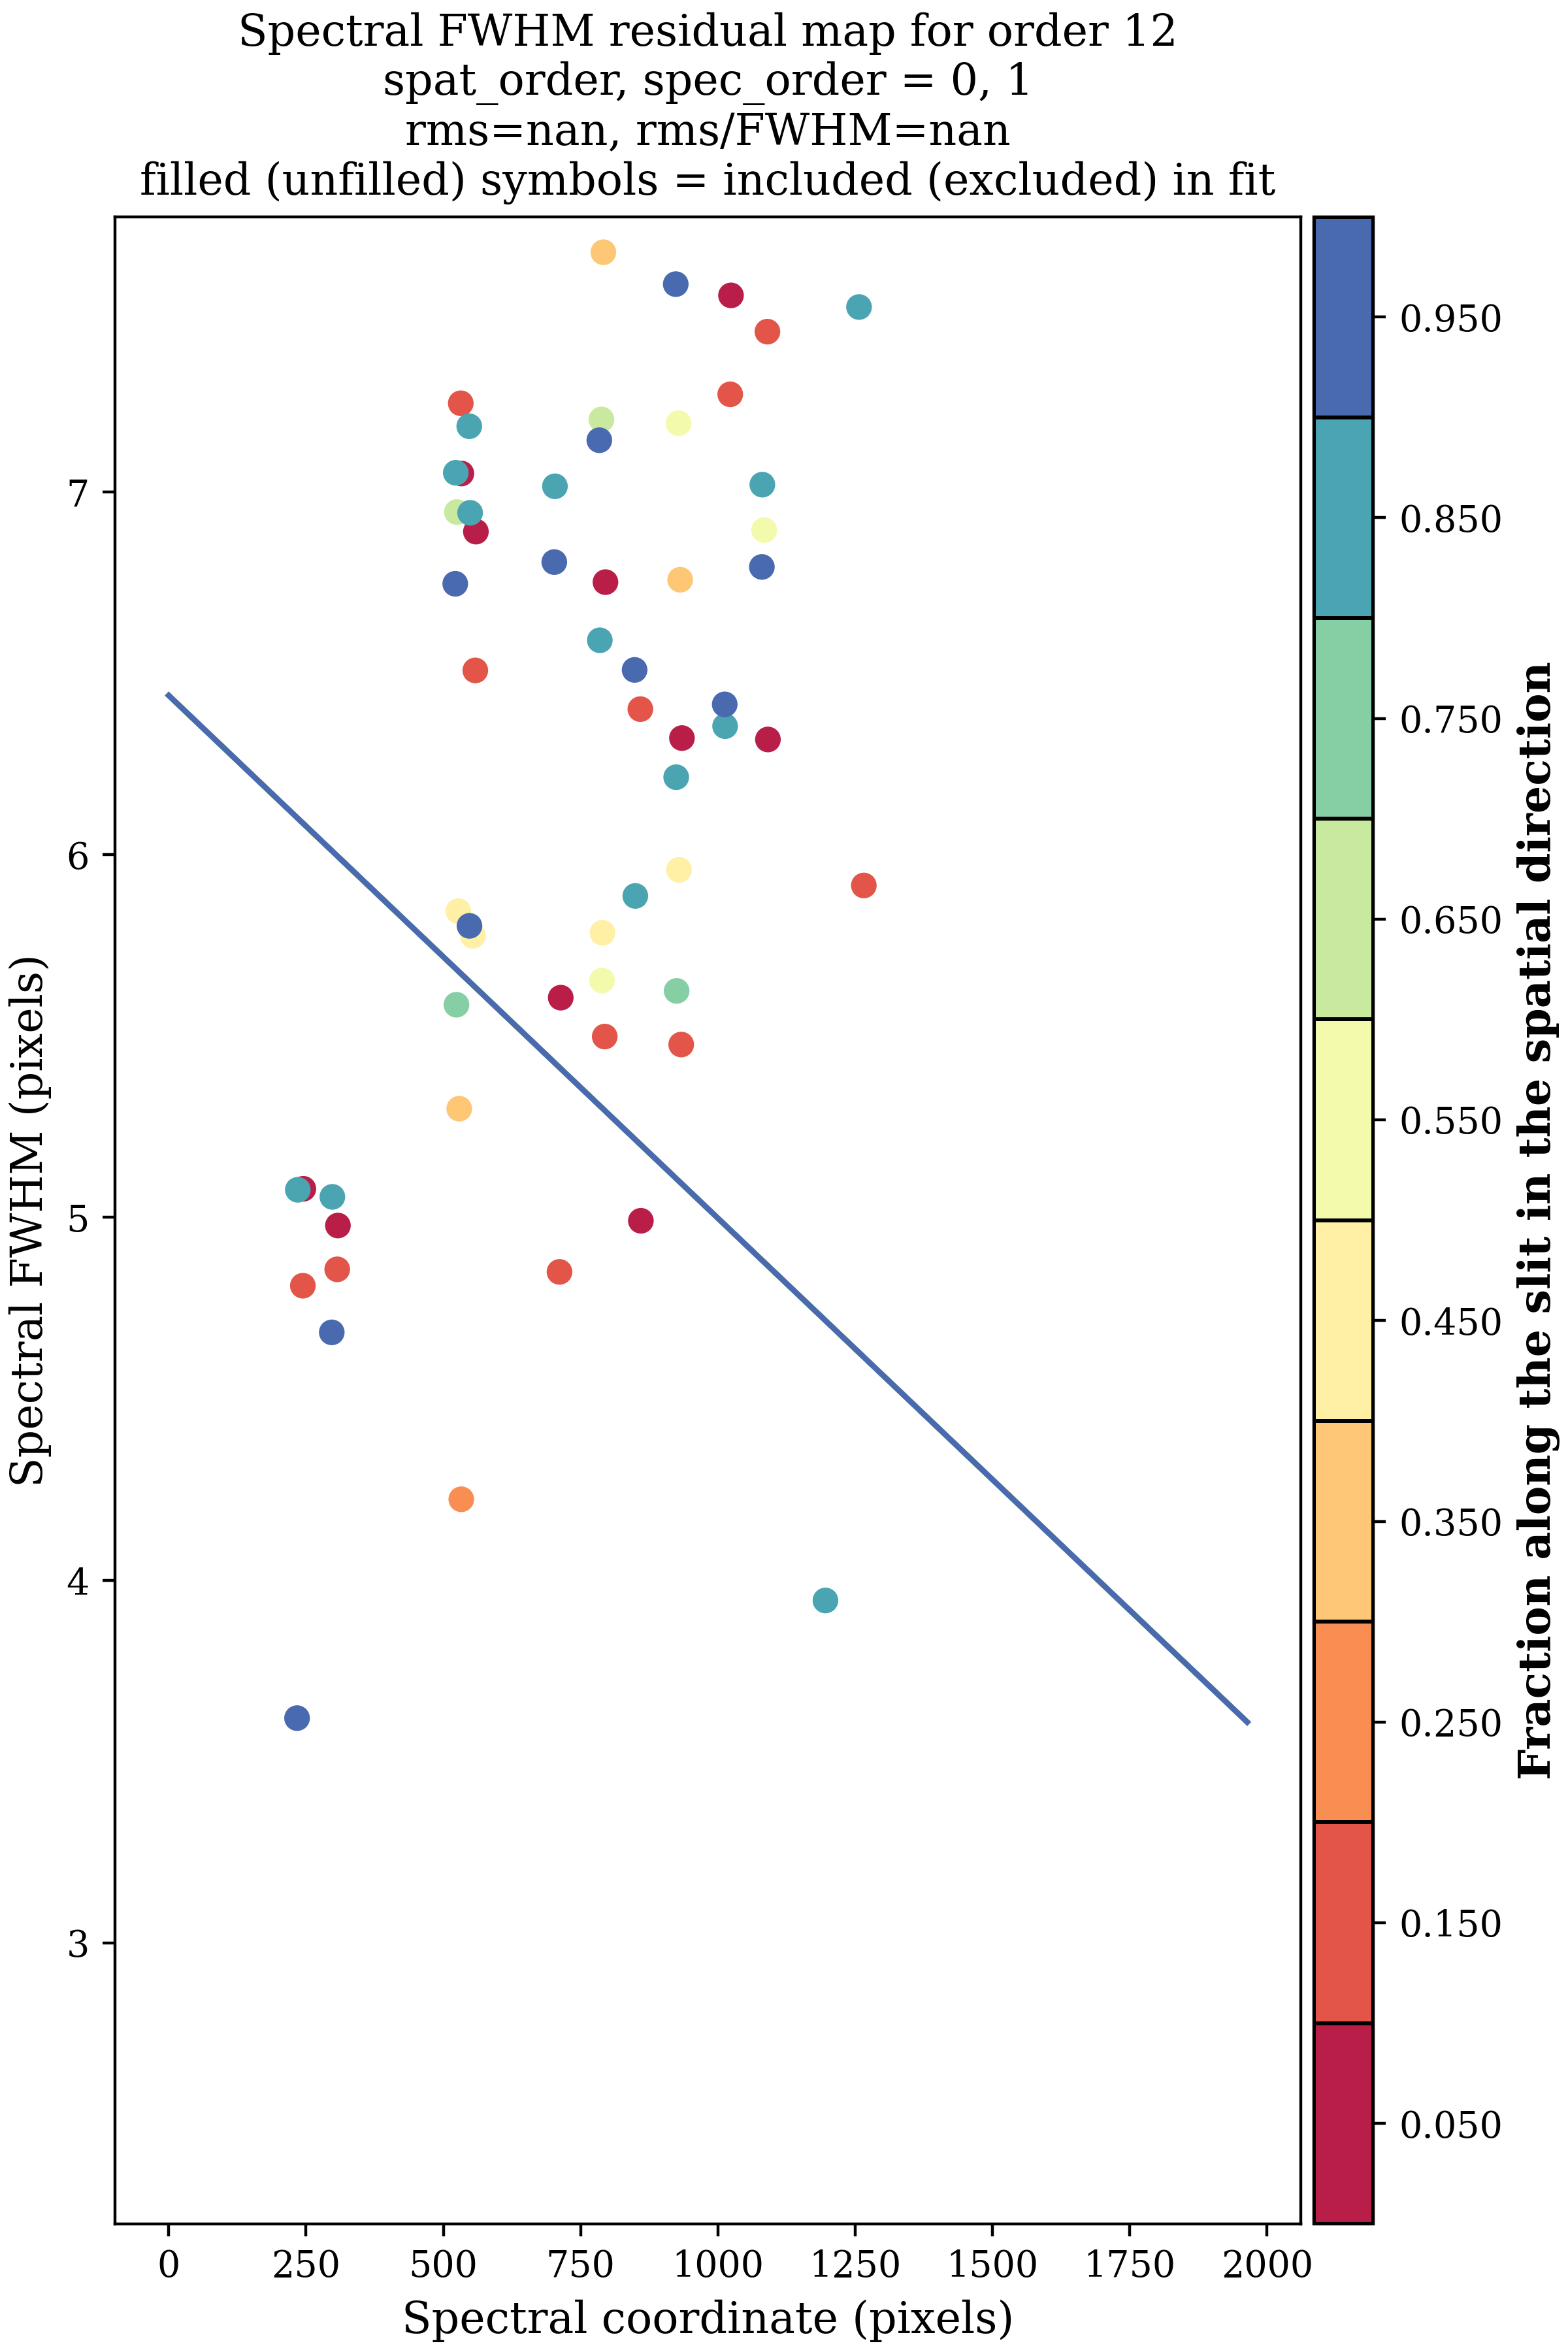 Spectral FWHM residual map for order 12
spat_order, spec_order = 0, 1
rms=nan, rms/FWHM=nan
filled (unfilled) symbols = included (excluded) in fit
Spectral FWHM (pixels)
7
6
5
4
3
0 250 500 750 1000 1250 1500 1750 2000
Spectral coordinate (pixels)
0.950
0.850
0.750
0.650
0.550
0.450
0.350
0.250
0.150
0.050
Fraction along the slit in the spatial direction